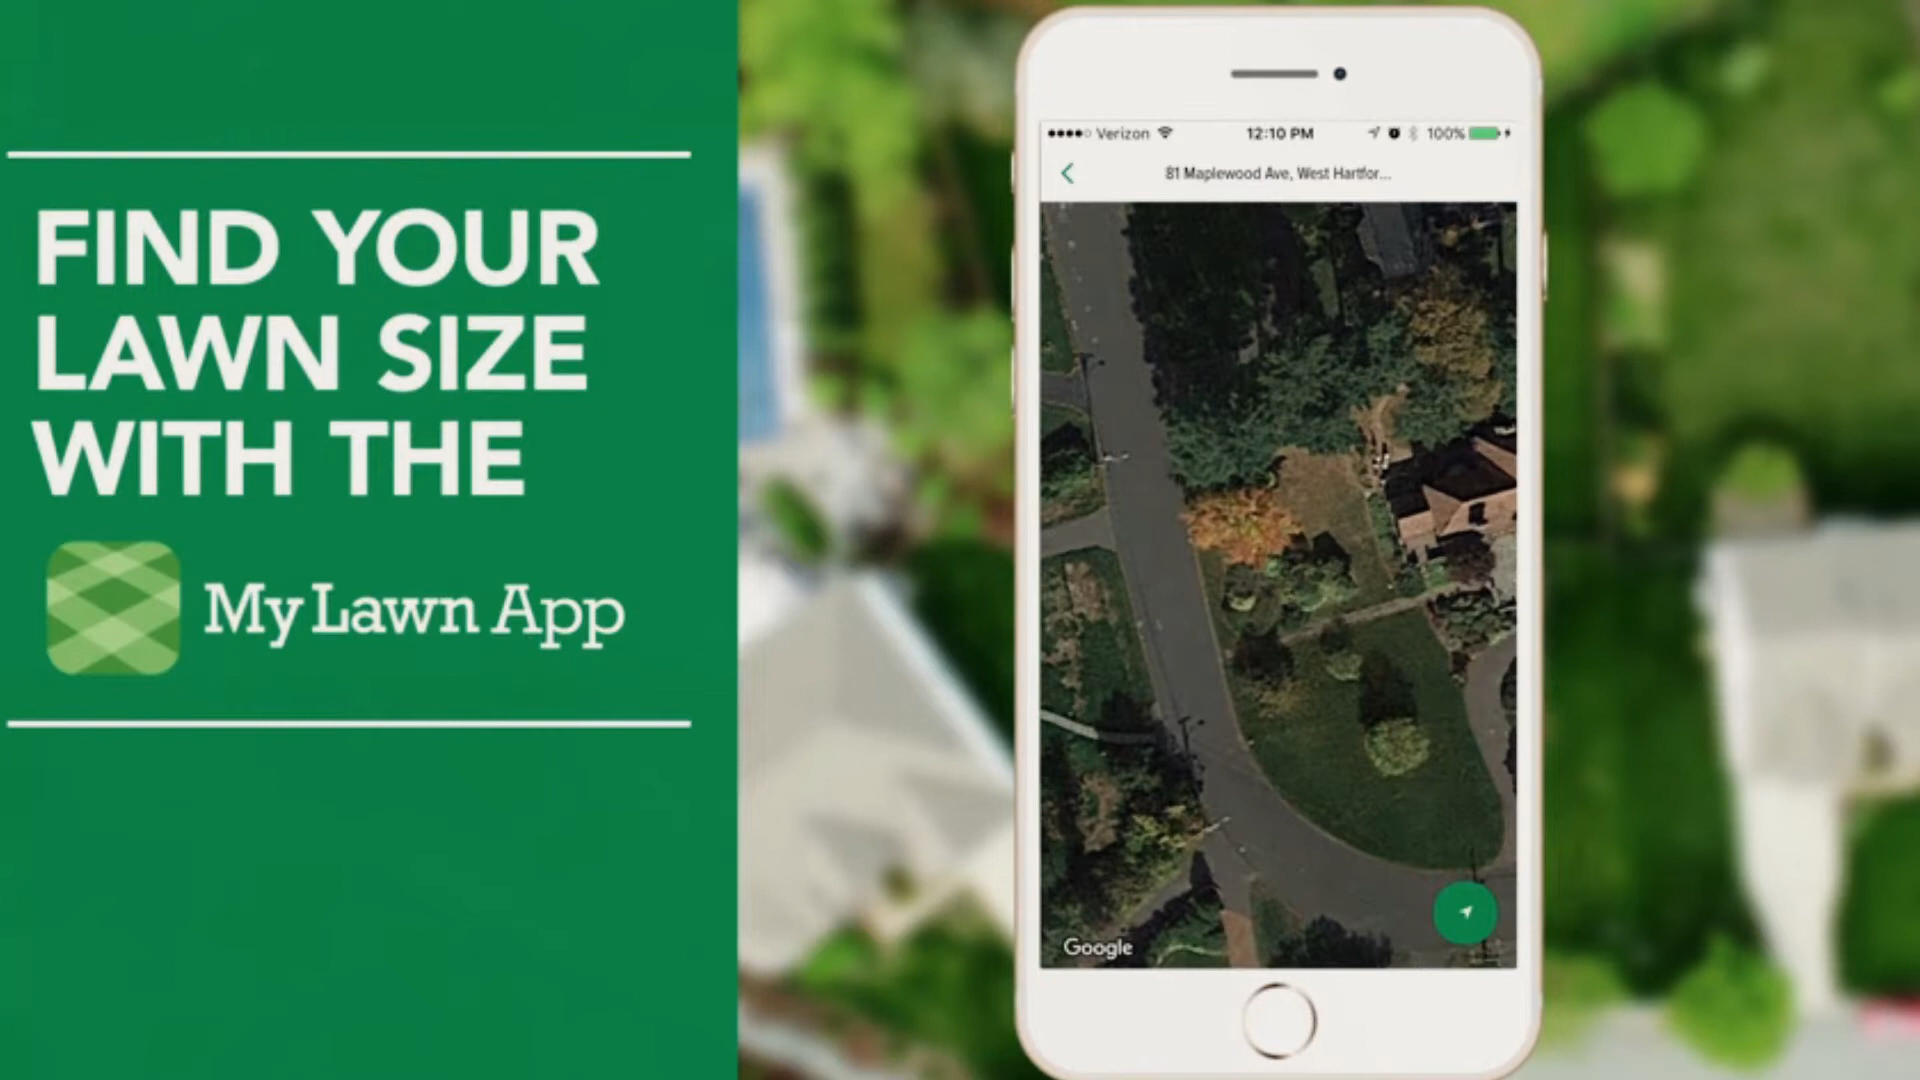 FIND YOUR
LAWN SIZE
WITH THE
My Lawn App
Verizon
12:10 PM
100%
81 Maplewood Ave, West Hartfor...
Google